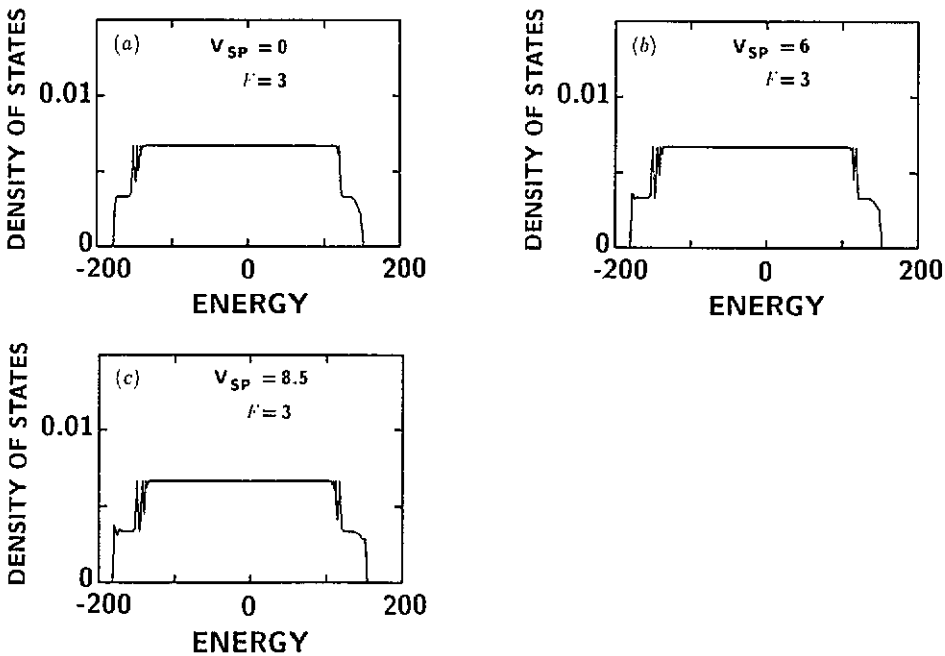 (a)
V_SP = 0
F = 3
DENSITY OF STATES
0.01
0
-200
0
200
ENERGY
(b)
V_SP = 6
F = 3
DENSITY OF STATES
0.01
0
-200
0
200
ENERGY
(c)
V_SP = 8.5
F = 3
DENSITY OF STATES
0.01
0
-200
0
200
ENERGY